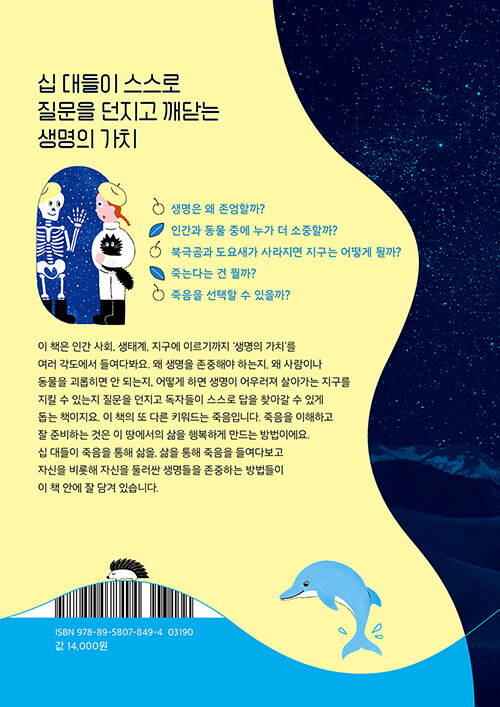 십 대들이 스스로
질문을 던지고 깨닫는
생명의 가치
생명은 왜 존엄할까?
인간과 동물 중에 누가 더 소중할까?
북극곰과 도요새가 사라지면 지구는 어떻게 될까?
죽는다는 건 뭘까?
죽음을 선택할 수 있을까?
이 책은 인간 사회, 생태계, 지구에 이르기까지 ‘생명의 가치’를
여러 각도에서 들여다봐요. 왜 생명을 존중해야 하는지, 왜 사람이나
동물을 괴롭히면 안 되는지, 어떻게 하면 생명이 어우러져 살아가는 지구를
지킬 수 있는지 질문을 던지고 독자들이 스스로 답을 찾아갈 수 있게
돕는 책이지요. 이 책의 또 다른 키워드는 죽음입니다. 죽음을 이해하고
잘 준비하는 것은 이 땅에서의 삶을 행복하게 만드는 방법이에요.
십 대들이 죽음을 통해 삶을, 삶을 통해 죽음을 들여다보고
자신을 비롯해 자신을 둘러싼 생명들을 존중하는 방법들이
이 책 안에 잘 담겨 있습니다.
ISBN 978-89-5807-849-4 03190
값 14,000원